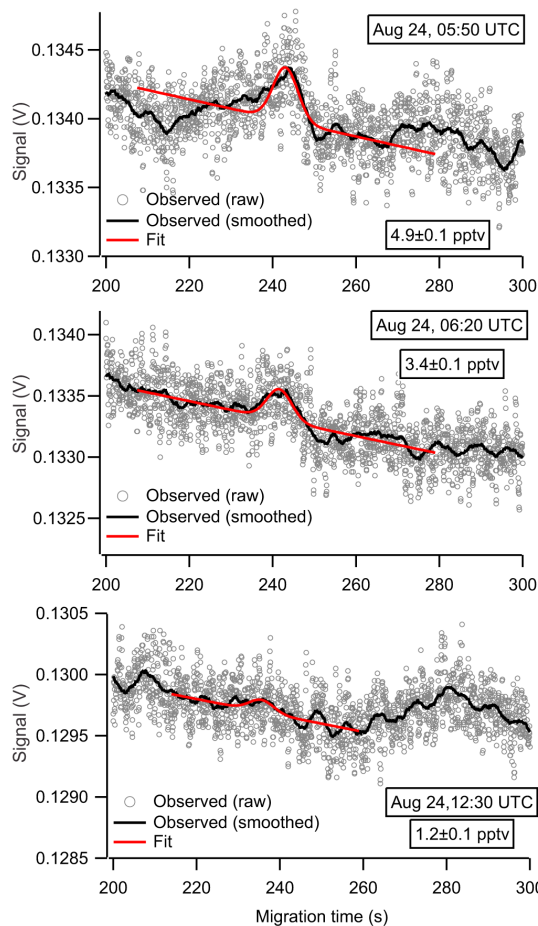 Aug 24, 05:50 UTC
0.1345
0.1340
0.1335
0.1330
Signal (V)
Observed (raw)
Observed (smoothed)
Fit
4.9±0.1 pptv
200 220 240 260 280 300
Aug 24, 06:20 UTC
3.4±0.1 pptv
0.1340
0.1335
0.1330
0.1325
Signal (V)
Observed (raw)
Observed (smoothed)
Fit
200 220 240 260 280 300
0.1305
0.1300
0.1295
0.1290
0.1285
Signal (V)
Observed (raw)
Observed (smoothed)
Fit
Aug 24,12:30 UTC
1.2±0.1 pptv
200 220 240 260 280 300
Migration time (s)